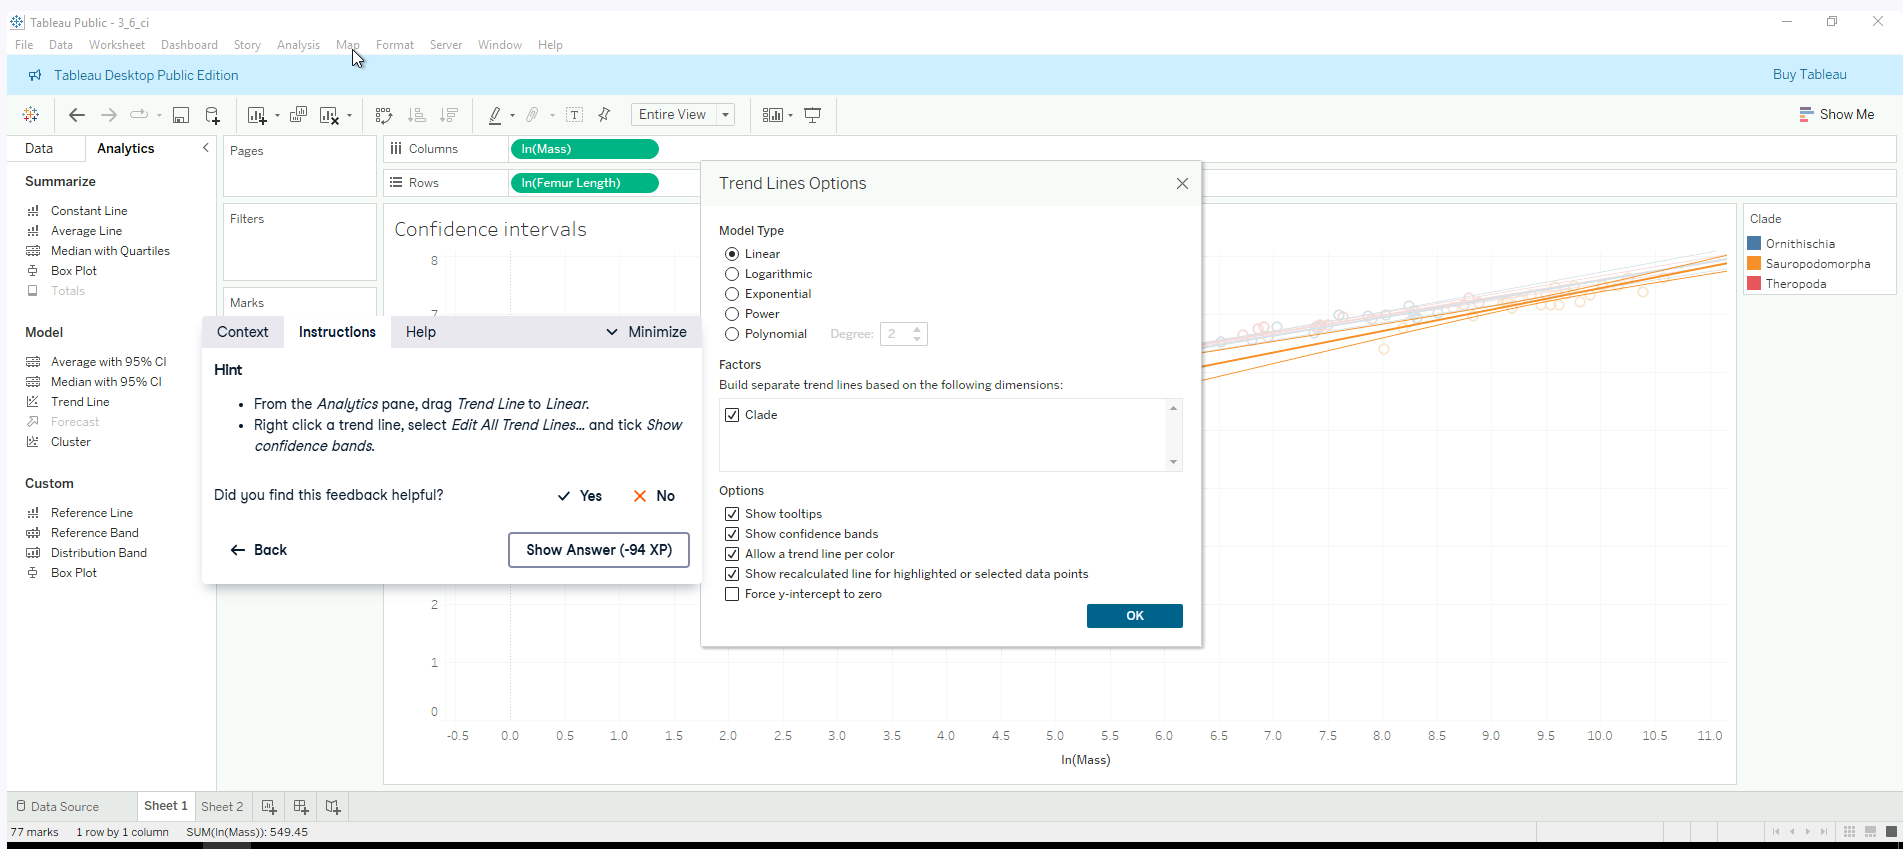 Tableau Public - 3_6_ci
File Data Worksheet Dashboard Story Analysis Map Format Server Window Help
Tableau Desktop Public Edition
Buy Tableau
Entire View
Show Me
Data Analytics
Pages
Columns
ln(Mass)
Rows
ln(Femur Length)
Summarize
Constant Line
Average Line
Median with Quartiles
Box Plot
Totals
Model
Average with 95% CI
Median with 95% CI
Trend Line
Forecast
Cluster
Custom
Reference Line
Reference Band
Distribution Band
Box Plot
Filters
Marks
Confidence intervals
8
7
2
1
0
-0.5 0.0 0.5 1.0 1.5 2.0 2.5 3.0 3.5 4.0 4.5 5.0 5.5 6.0 6.5 7.0 7.5 8.0 8.5 9.0 9.5 10.0 10.5 11.0
ln(Mass)
Context Instructions Help Minimize
Hint
• From the Analytics pane, drag Trend Line to Linear.
• Right click a trend line, select Edit All Trend Lines... and tick Show
confidence bands.
Did you find this feedback helpful?
Yes
No
Back
Show Answer (-94 XP)
Trend Lines Options
Model Type
Linear
Logarithmic
Exponential
Power
Polynomial Degree: 2
Factors
Build separate trend lines based on the following dimensions:
Clade
Options
Show tooltips
Show confidence bands
Allow a trend line per color
Show recalculated line for highlighted or selected data points
Force y-intercept to zero
OK
Clade
Ornithischia
Sauropodomorpha
Theropoda
Data Source Sheet 1 Sheet 2
77 marks 1 row by 1 column SUM(ln(Mass)): 549.45